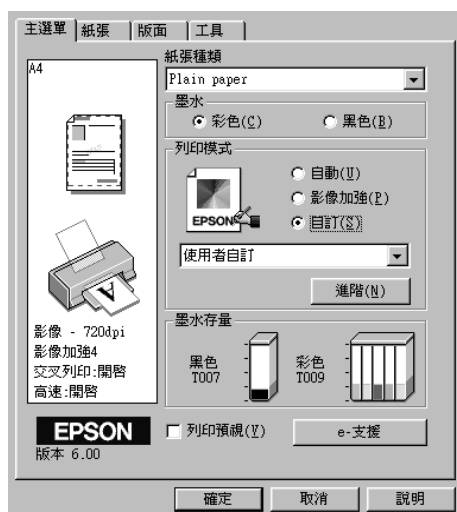 主選單 紙張 版面 工具
A4
影像 - 720dpi
影像加強4
交叉列印:開啓
高速:開啓
EPSON
版本 6.00
紙張種類
Plain paper
墨水
彩色(C) 黑色(B)
列印模式
EPSON
自動(U)
影像加強(P)
自訂(S)
使用者自訂
進階(N)
墨水存量
黑色
T007
彩色
T009
列印預視(V) e-支援
確定 取消 說明